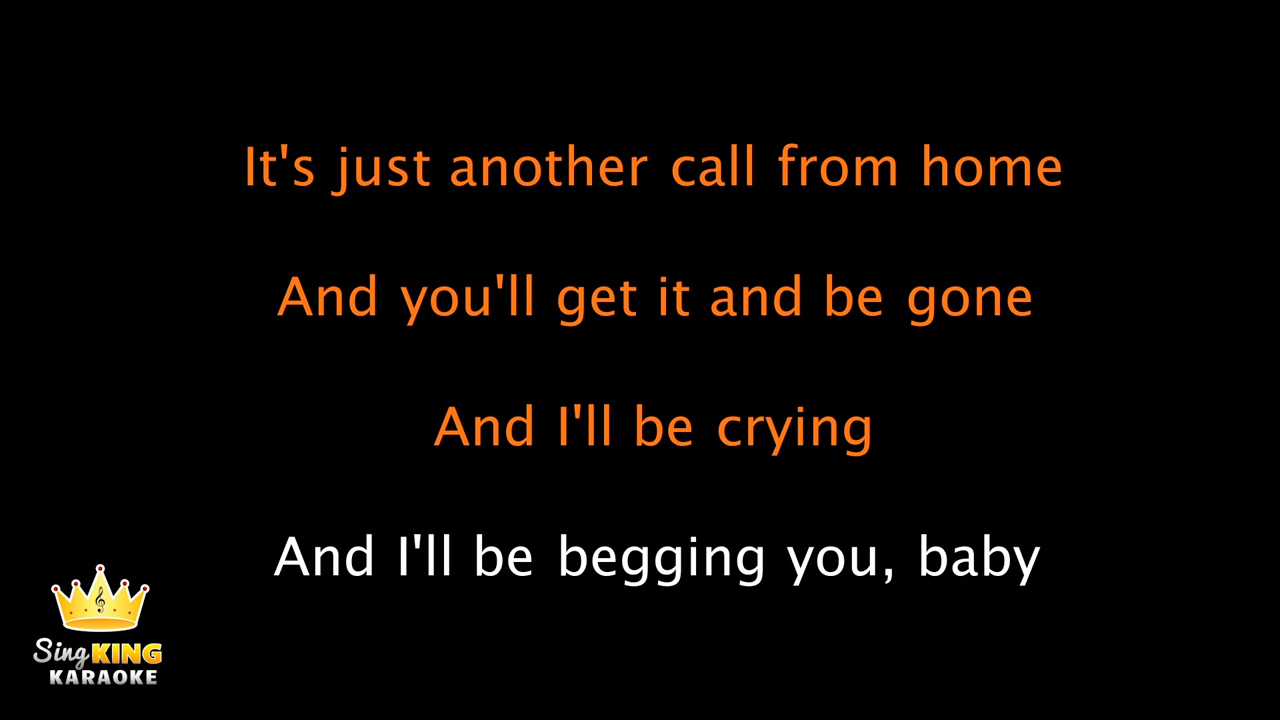 It's just another call from home
And you'll get it and be gone
And I'll be crying
And I'll be begging you, baby
Sing KING
KARAOKE